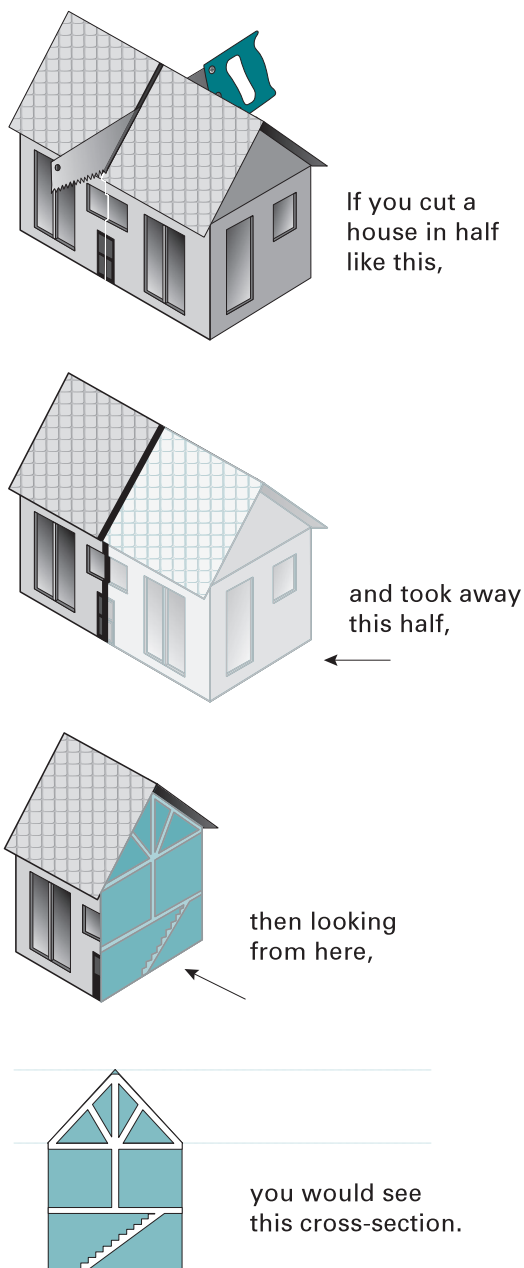 If you cut a
house in half
like this,
and took away
this half,
then looking
from here,
you would see
this cross-section.